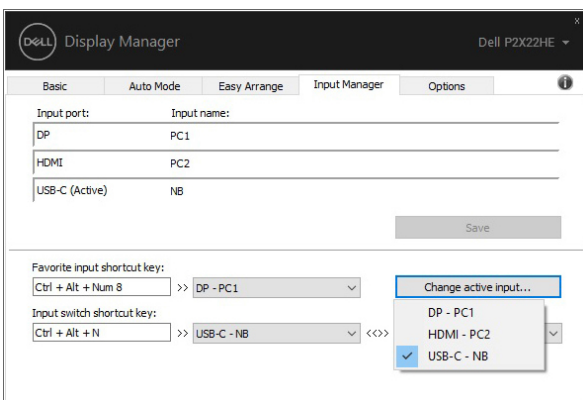 DELL Display Manager Dell P2X22HE
Basic Auto Mode Easy Arrange Input Manager Options
Input port: Input name:
DP PC1
HDMI PC2
USB-C (Active) NB
Save
Favorite input shortcut key:
Ctrl + Alt + Num 8 >> DP - PC1 Change active input...
Input switch shortcut key:
Ctrl + Alt + N >> USB-C - NB <<>>
DP - PC1
HDMI - PC2
USB-C - NB